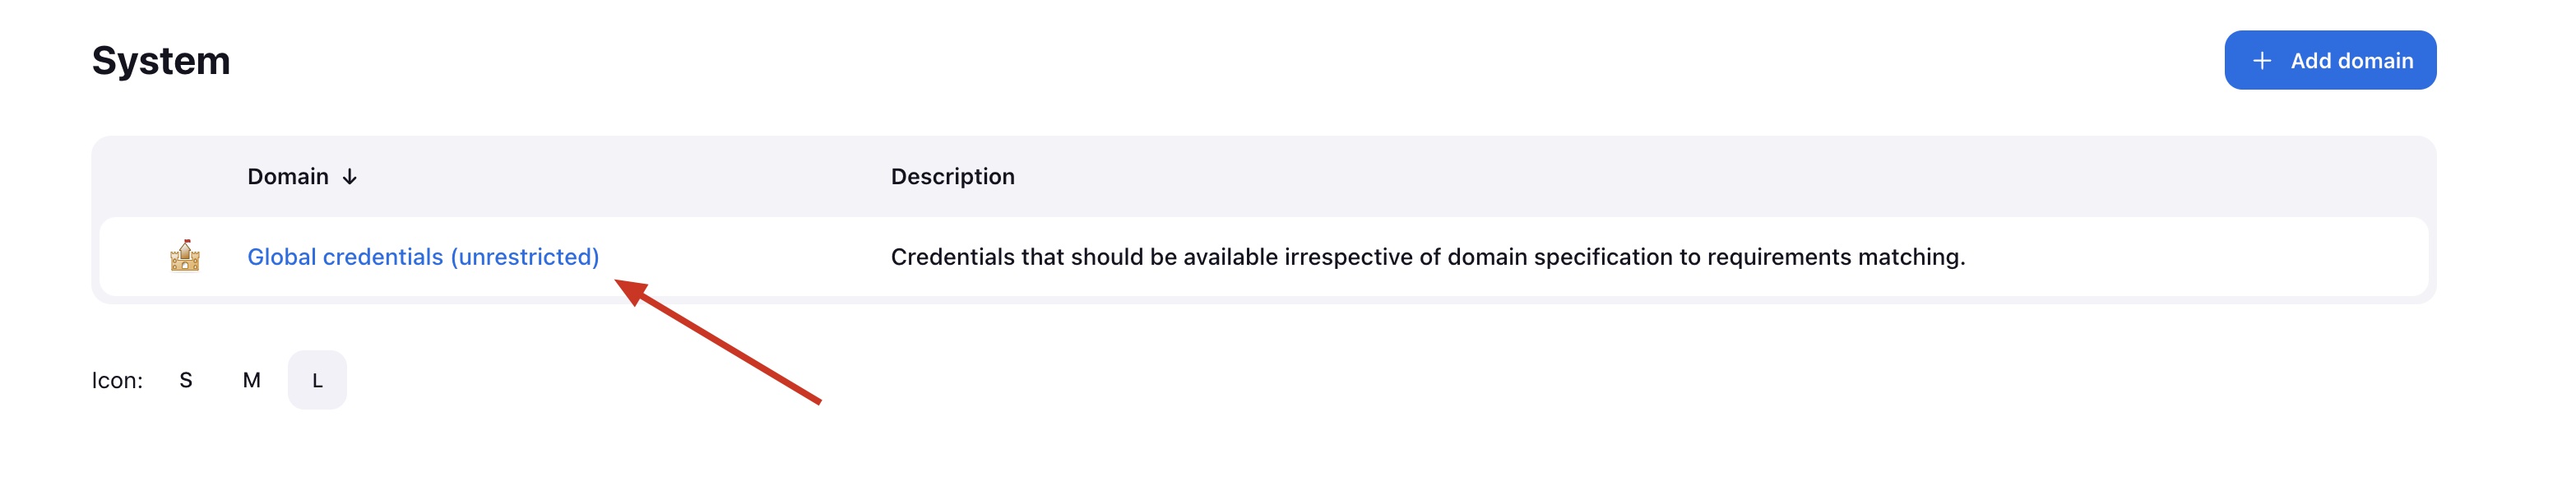 System
+ Add domain
Domain ↓
Description
Global credentials (unrestricted)
Credentials that should be available irrespective of domain specification to requirements matching.
Icon: S M L